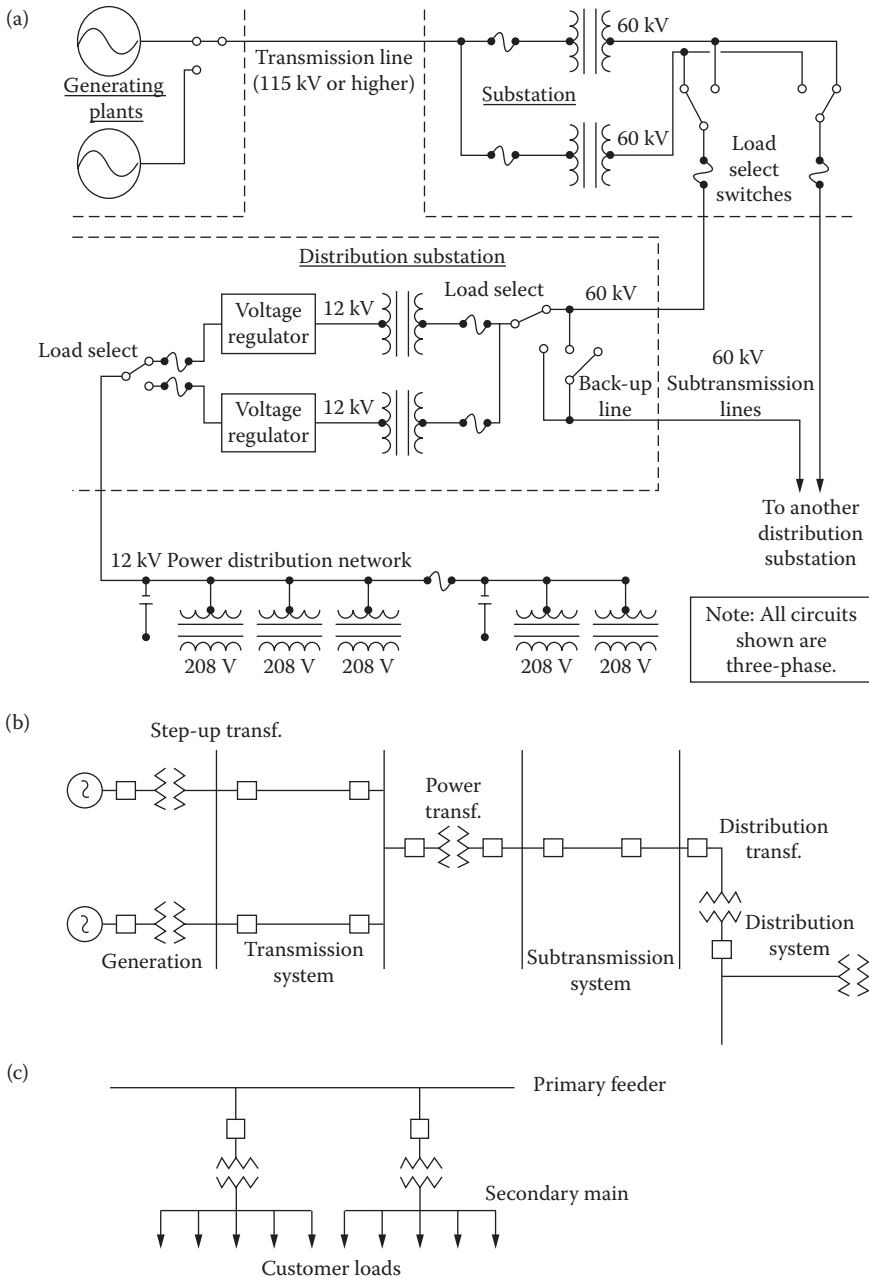 (a)
60 kV
Generating
plants
Transmission line
(115 kV or higher)
Substation
60 kV
Load
select
switches
Distribution substation
Load select
60 kV
12 kV
Voltage
regulator
Load select
12 kV
Voltage
regulator
Back-up
line
60 kV
Subtransmission
lines
To another
distribution
substation
12 kV Power distribution network
208 V
208 V
208 V
208 V
208 V
Note: All circuits
shown are
three-phase.
(b)
Step-up transf.
Power
transf.
Distribution
transf.
Generation
Transmission
system
Subtransmission
system
Distribution
system
(c)
Primary feeder
Secondary main
Customer loads